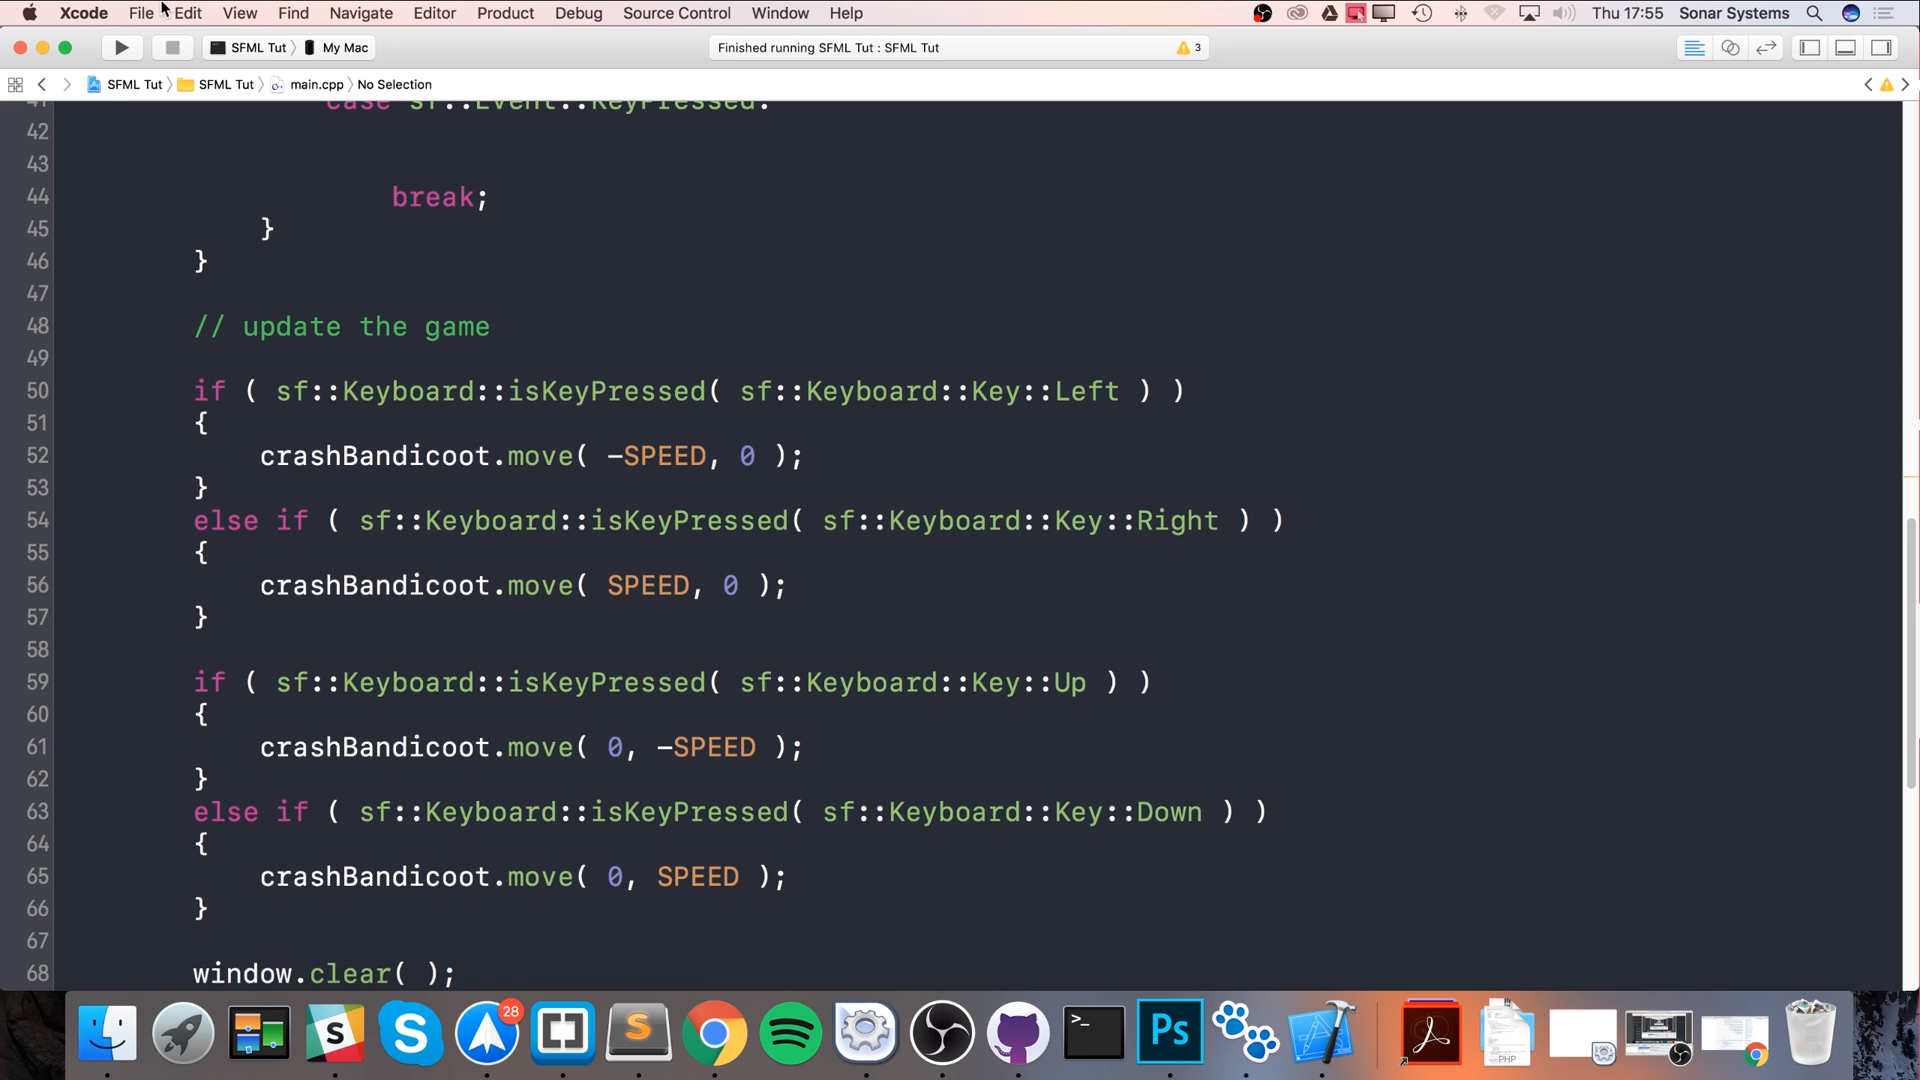 Xcode File Edit View Find Navigate Editor Product Debug Source Control Window Help Thu 17:55 Sonar Systems
SFML Tut My Mac Finished running SFML Tut : SFML Tut 3
SFML Tut SFML Tut main.cpp No Selection
41 case sf::Event::KeyPressed:
42
43
44 break;
45 }
46 }
47
48 // update the game
49
50 if ( sf::Keyboard::isKeyPressed( sf::Keyboard::Key::Left ) )
51 {
52 crashBandicoot.move( -SPEED, 0 );
53 }
54 else if ( sf::Keyboard::isKeyPressed( sf::Keyboard::Key::Right ) )
55 {
56 crashBandicoot.move( SPEED, 0 );
57 }
58
59 if ( sf::Keyboard::isKeyPressed( sf::Keyboard::Key::Up ) )
60 {
61 crashBandicoot.move( 0, -SPEED );
62 }
63 else if ( sf::Keyboard::isKeyPressed( sf::Keyboard::Key::Down ) )
64 {
65 crashBandicoot.move( 0, SPEED );
66 }
67
68 window.clear( );
28
S
S
S
>_
Ps
PHP